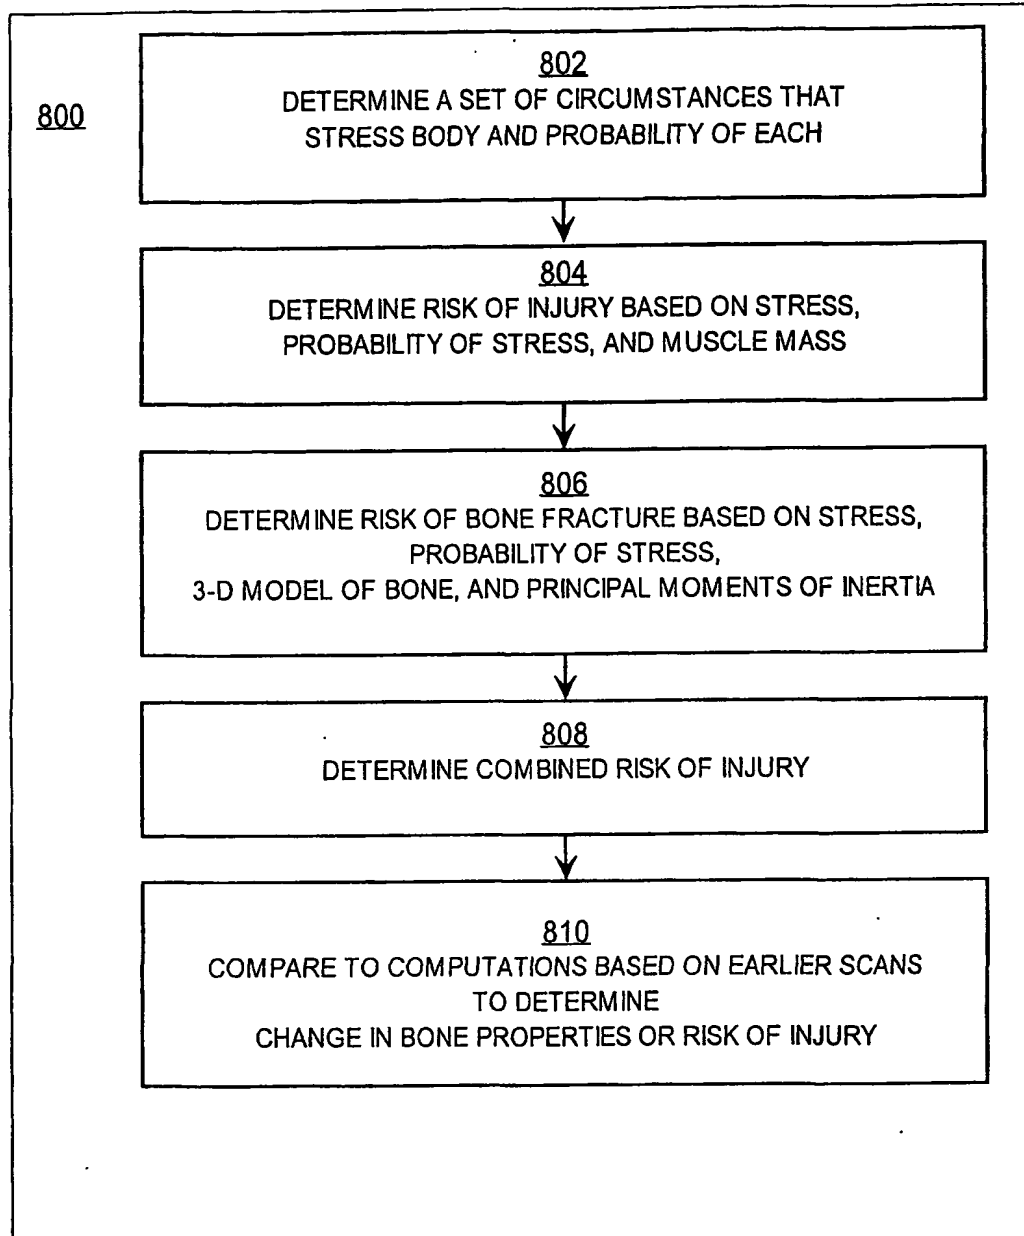 800
802
DETERMINE A SET OF CIRCUMSTANCES THAT
STRESS BODY AND PROBABILITY OF EACH
804
DETERMINE RISK OF INJURY BASED ON STRESS,
PROBABILITY OF STRESS, AND MUSCLE MASS
806
DETERMINE RISK OF BONE FRACTURE BASED ON STRESS,
PROBABILITY OF STRESS,
3-D MODEL OF BONE, AND PRINCIPAL MOMENTS OF INERTIA
808
DETERMINE COMBINED RISK OF INJURY
810
COMPARE TO COMPUTATIONS BASED ON EARLIER SCANS
TO DETERMINE
CHANGE IN BONE PROPERTIES OR RISK OF INJURY